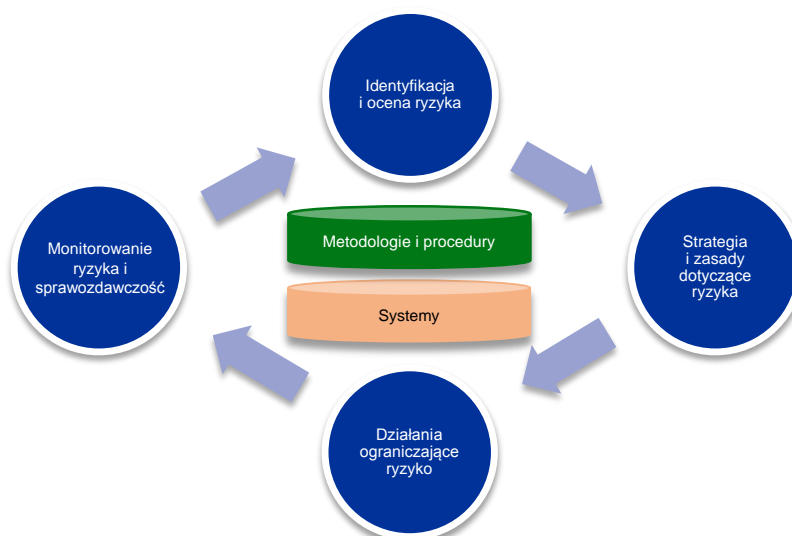 Identyfikacja
i ocena ryzyka
Metodologie i procedury
Monitorowanie
ryzyka i
sprawozdawczość
Strategia
i zasady
dotyczące
ryzyka
Systemy
Działania
ograniczające
ryzyko